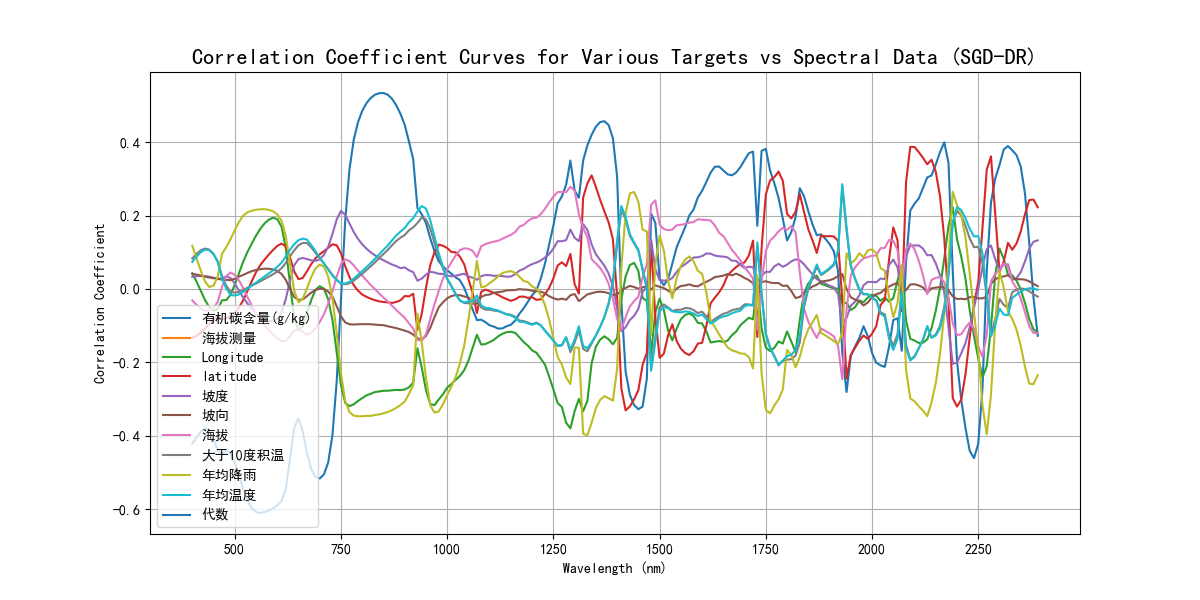 Correlation Coefficient Curves for Various Targets vs Spectral Data (SGD-DR)
Correlation Coefficient
0.4
0.2
0.0
−0.2
−0.4
−0.6
有机碳含量(g/kg)
海拔测量
Longitude
latitude
坡度
坡向
海拔
大于10度积温
年均降雨
年均温度
代数
500
750
1000
1250
1500
1750
2000
2250
Wavelength (nm)